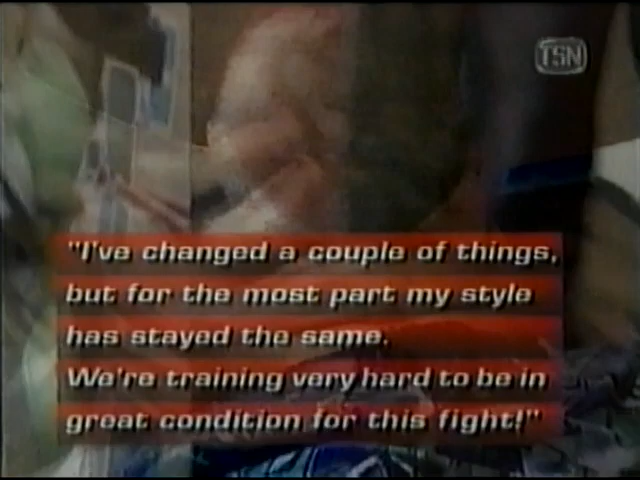 TSN
"I've changed a couple of things,
but for the most part my style
has stayed the same.
We're training very hard to be in
great condition for this fight!"